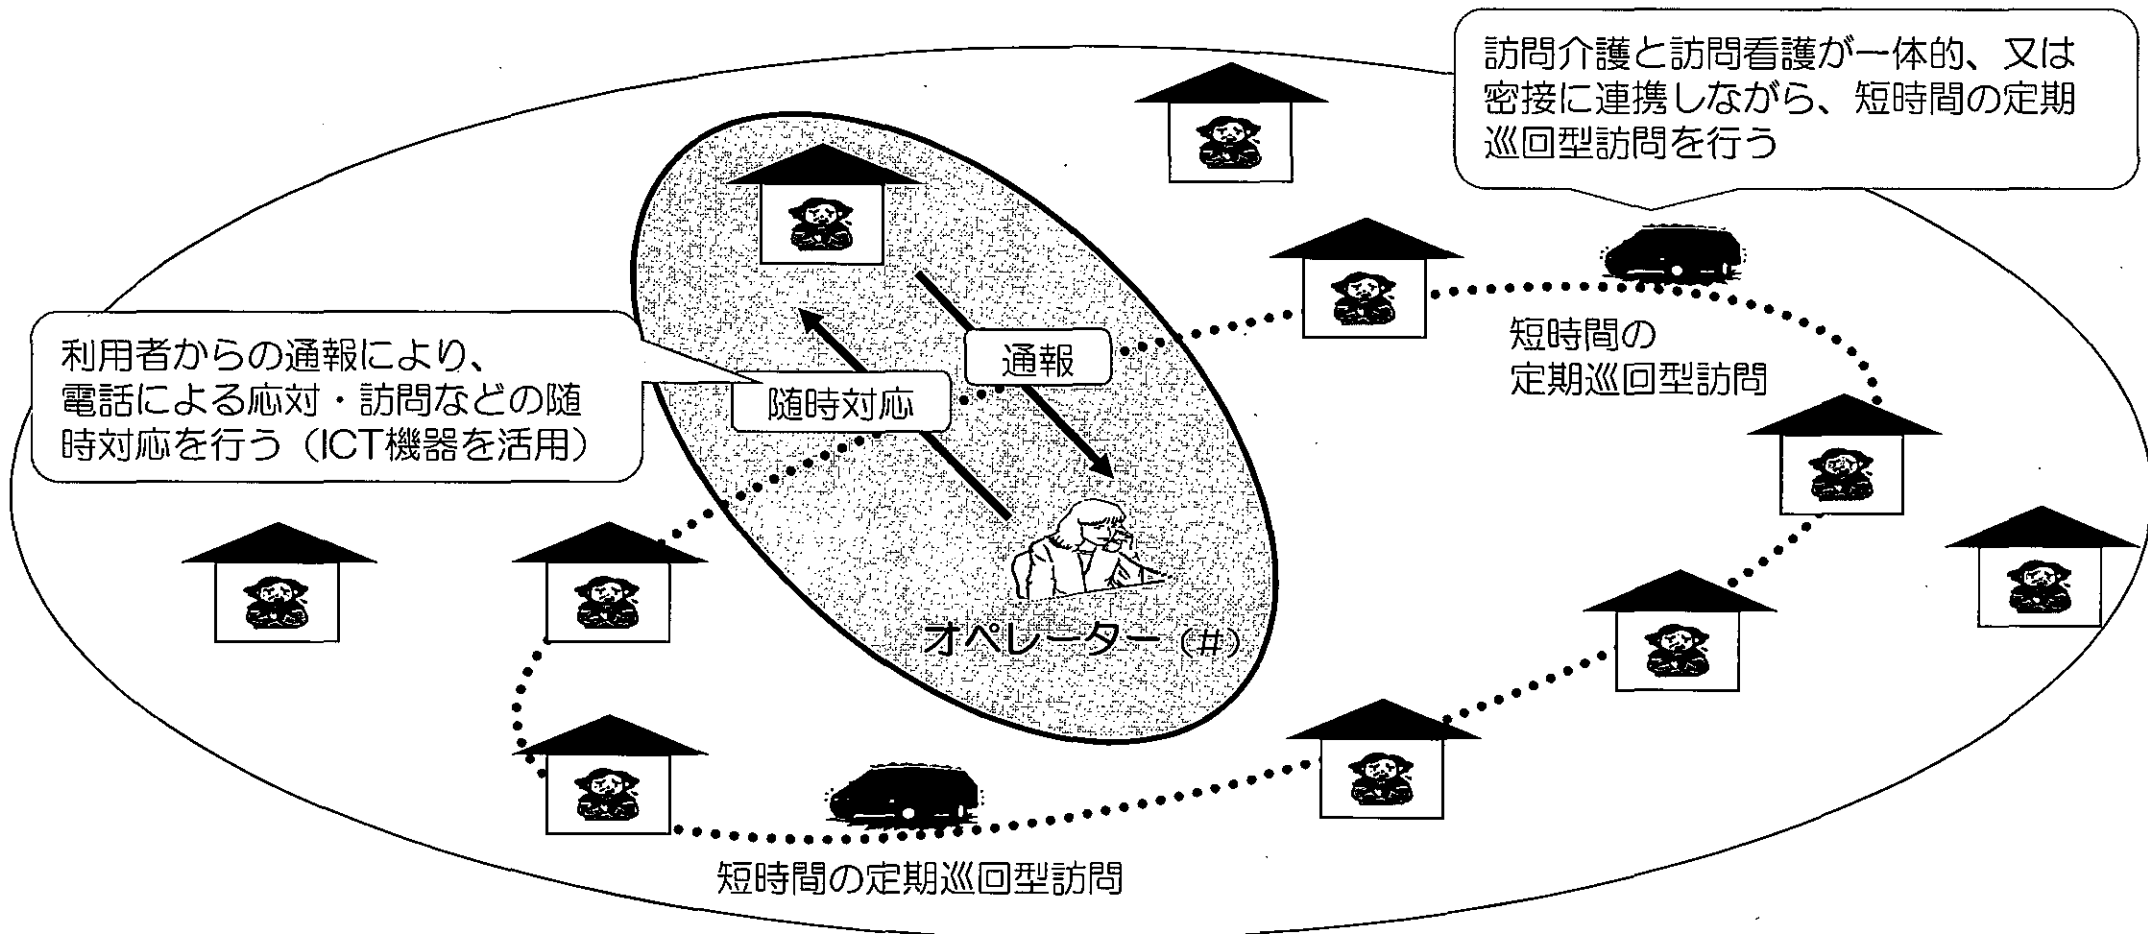 訪問介護と訪問看護が一体的、又は
密接に連携しながら、短時間の定期
巡回型訪問を行う
利用者からの通報により、
電話による応対・訪問などの随
時対応を行う（ICT機器を活用）
通報
随時対応
短時間の
定期巡回型訪問
オペレーター（#）
短時間の定期巡回型訪問